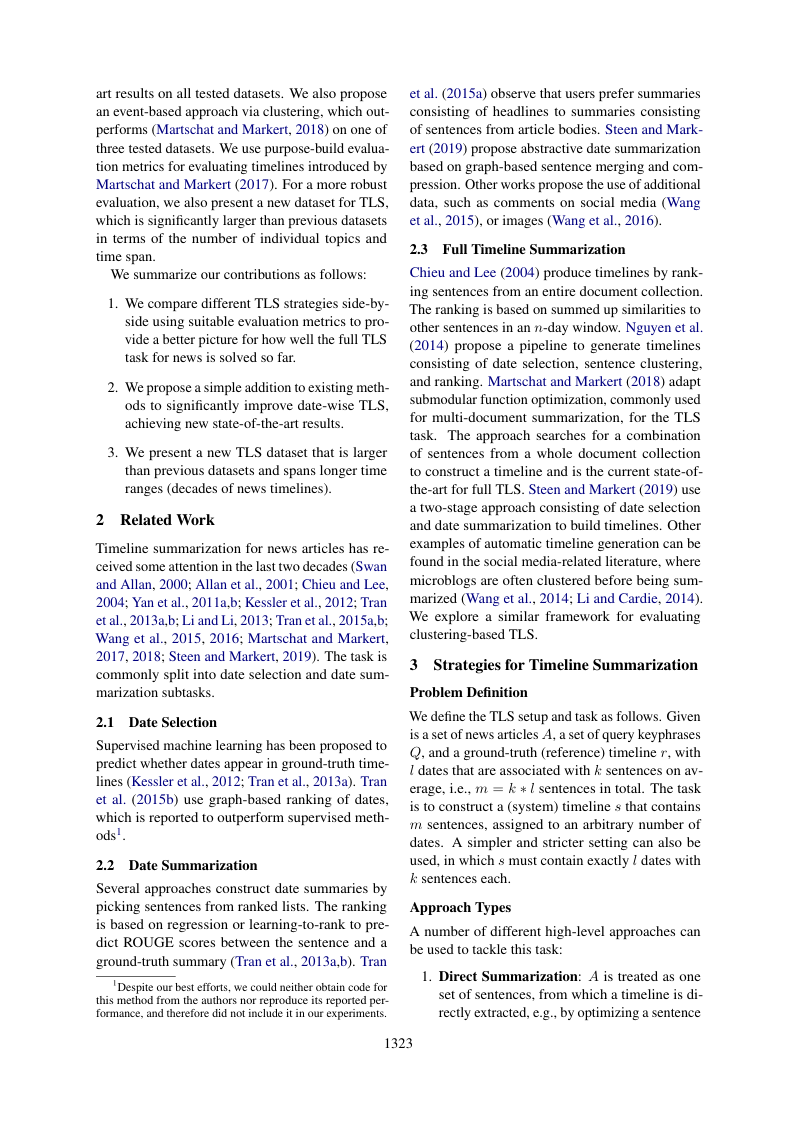 art results on all tested datasets. We also propose
an event-based approach via clustering, which out-
performs (Martschat and Markert, 2018) on one of
three tested datasets. We use purpose-build evalua-
tion metrics for evaluating timelines introduced by
Martschat and Markert (2017). For a more robust
evaluation, we also present a new dataset for TLS,
which is significantly larger than previous datasets
in terms of the number of individual topics and
time span.
We summarize our contributions as follows:
1. We compare different TLS strategies side-by-
side using suitable evaluation metrics to pro-
vide a better picture for how well the full TLS
task for news is solved so far.
2. We propose a simple addition to existing meth-
ods to significantly improve date-wise TLS,
achieving new state-of-the-art results.
3. We present a new TLS dataset that is larger
than previous datasets and spans longer time
ranges (decades of news timelines).
2 Related Work
Timeline summarization for news articles has re-
ceived some attention in the last two decades (Swan
and Allan, 2000; Allan et al., 2001; Chieu and Lee,
2004; Yan et al., 2011a,b; Kessler et al., 2012; Tran
et al., 2013a,b; Li and Li, 2013; Tran et al., 2015a,b;
Wang et al., 2015, 2016; Martschat and Markert,
2017, 2018; Steen and Markert, 2019). The task is
commonly split into date selection and date sum-
marization subtasks.
2.1 Date Selection
Supervised machine learning has been proposed to
predict whether dates appear in ground-truth time-
lines (Kessler et al., 2012; Tran et al., 2013a). Tran
et al. (2015b) use graph-based ranking of dates,
which is reported to outperform supervised meth-
ods1.
2.2 Date Summarization
Several approaches construct date summaries by
picking sentences from ranked lists. The ranking
is based on regression or learning-to-rank to pre-
dict ROUGE scores between the sentence and a
ground-truth summary (Tran et al., 2013a,b). Tran
1Despite our best efforts, we could neither obtain code for
this method from the authors nor reproduce its reported per-
formance, and therefore did not include it in our experiments.
et al. (2015a) observe that users prefer summaries
consisting of headlines to summaries consisting
of sentences from article bodies. Steen and Mark-
ert (2019) propose abstractive date summarization
based on graph-based sentence merging and com-
pression. Other works propose the use of additional
data, such as comments on social media (Wang
et al., 2015), or images (Wang et al., 2016).
2.3 Full Timeline Summarization
Chieu and Lee (2004) produce timelines by rank-
ing sentences from an entire document collection.
The ranking is based on summed up similarities to
other sentences in an n-day window. Nguyen et al.
(2014) propose a pipeline to generate timelines
consisting of date selection, sentence clustering,
and ranking. Martschat and Markert (2018) adapt
submodular function optimization, commonly used
for multi-document summarization, for the TLS
task. The approach searches for a combination
of sentences from a whole document collection
to construct a timeline and is the current state-of-
the-art for full TLS. Steen and Markert (2019) use
a two-stage approach consisting of date selection
and date summarization to build timelines. Other
examples of automatic timeline generation can be
found in the social media-related literature, where
microblogs are often clustered before being sum-
marized (Wang et al., 2014; Li and Cardie, 2014).
We explore a similar framework for evaluating
clustering-based TLS.
3 Strategies for Timeline Summarization
Problem Definition
We define the TLS setup and task as follows. Given
is a set of news articles A, a set of query keyphrases
Q, and a ground-truth (reference) timeline r, with
l dates that are associated with k sentences on av-
erage, i.e., m = k ∗ l sentences in total. The task
is to construct a (system) timeline s that contains
m sentences, assigned to an arbitrary number of
dates. A simpler and stricter setting can also be
used, in which s must contain exactly l dates with
k sentences each.
Approach Types
A number of different high-level approaches can
be used to tackle this task:
1. Direct Summarization: A is treated as one
set of sentences, from which a timeline is di-
rectly extracted, e.g., by optimizing a sentence
1323